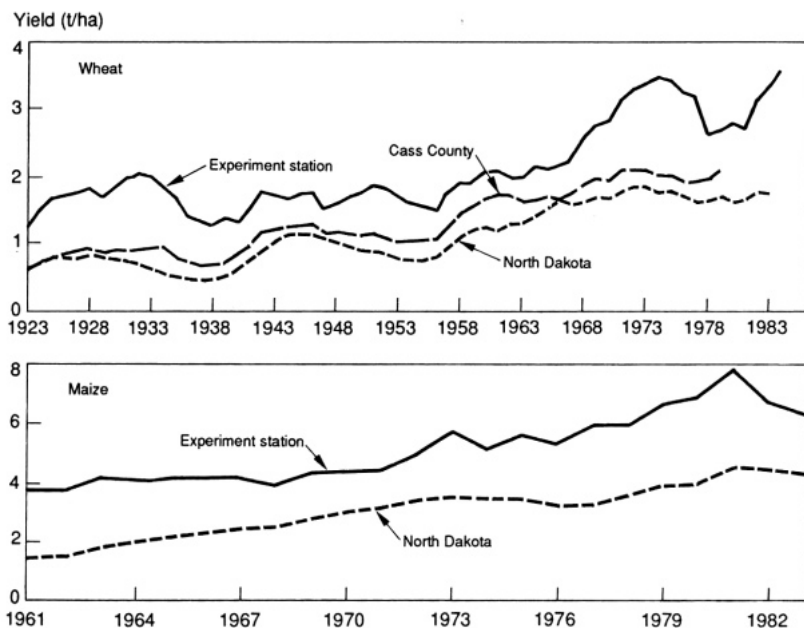 Yield (t/ha)
4
Wheat
3
Experiment station
Cass County
2
1
North Dakota
0
1923 1928 1933 1938 1943 1948 1953 1958 1963 1968 1973 1978 1983
8
Maize
6
Experiment station
4
2
North Dakota
0
1961 1964 1967 1970 1973 1976 1979 1982